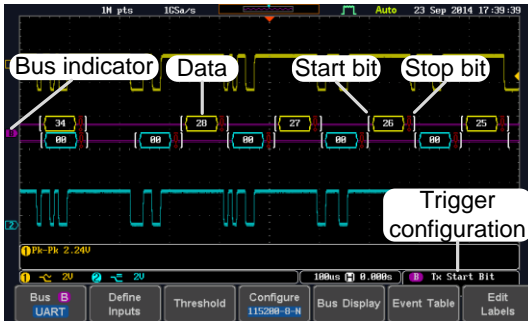 1M pts 1GSa/s Auto 23 Sep 2014 17:39:39
Bus indicator Data Start bit Stop bit
B 34 28 27 26 25
00 00 00 00 00
2
Trigger
configuration
1 Pk-Pk 2.24V
1 2V 2 2V 100us H 0.000s B Tx Start Bit
Bus B
UART
Define
Inputs
Threshold
Configure
115200-8-N
Bus Display
Event Table
Edit
Labels